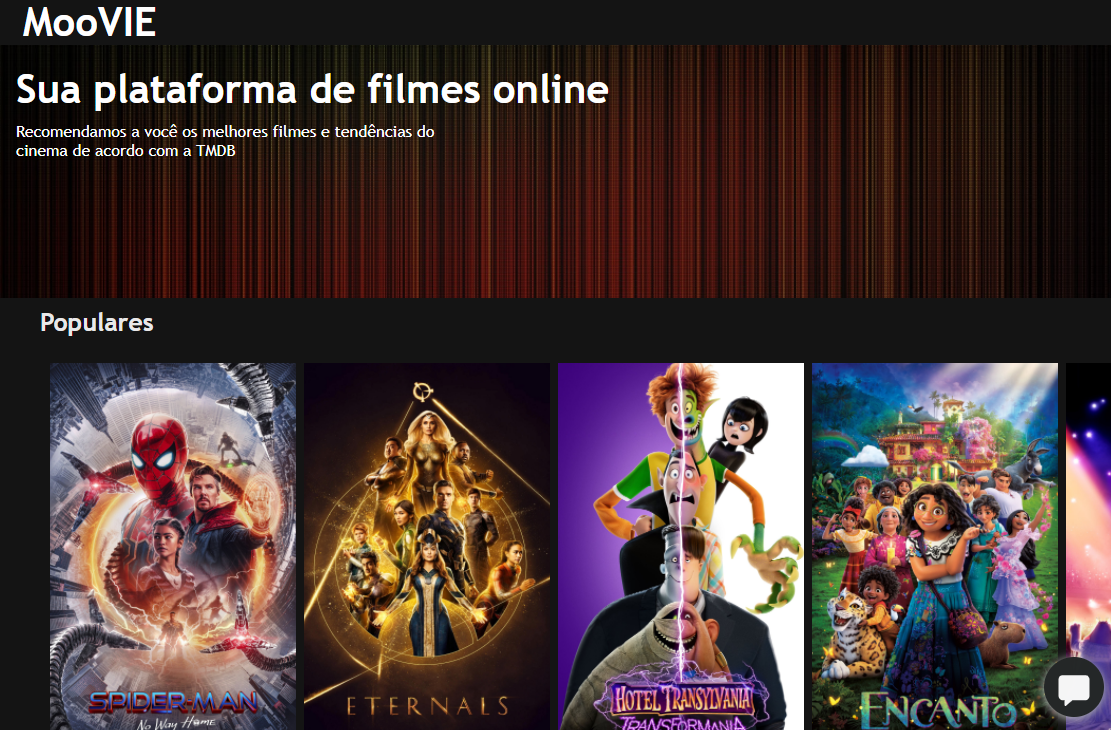 MooVIE
Sua plataforma de filmes online
Recomendamos a você os melhores filmes e tendências do
cinema de acordo com a TMDB
Populares
SPIDER-MAN
No Way Home
ETERNALS
HOTEL TRANSYLVANIA
TRANSFORMANIA
ENCANTO